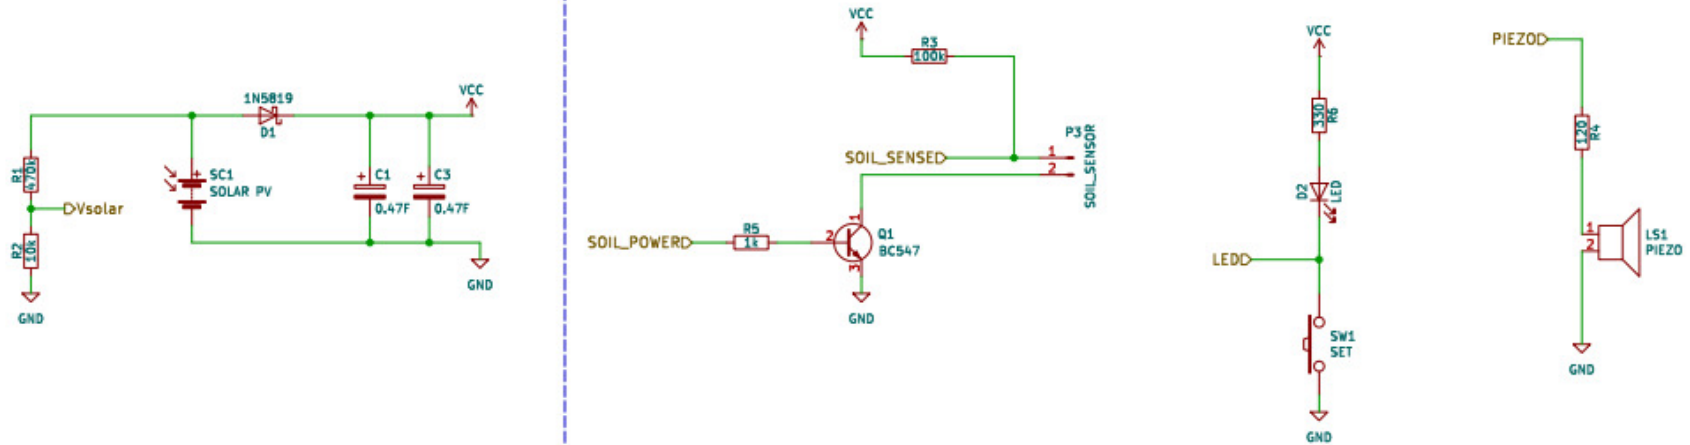 1N5819
D1
VCC
R1
470k
Vsolar
R2
10k
GND
SC1
SOLAR PV
+
C1
0.47F
+
C3
0.47F
GND
VCC
R3
100k
P3
SOIL_SENSOR
SOIL_SENSE
1
2
SOIL_POWER
R5
1k
1
2
3
Q1
BC547
GND
VCC
330
R6
D2
LED
LED
SW1
SET
GND
PIEZO
120
R4
1
2
LS1
PIEZO
GND